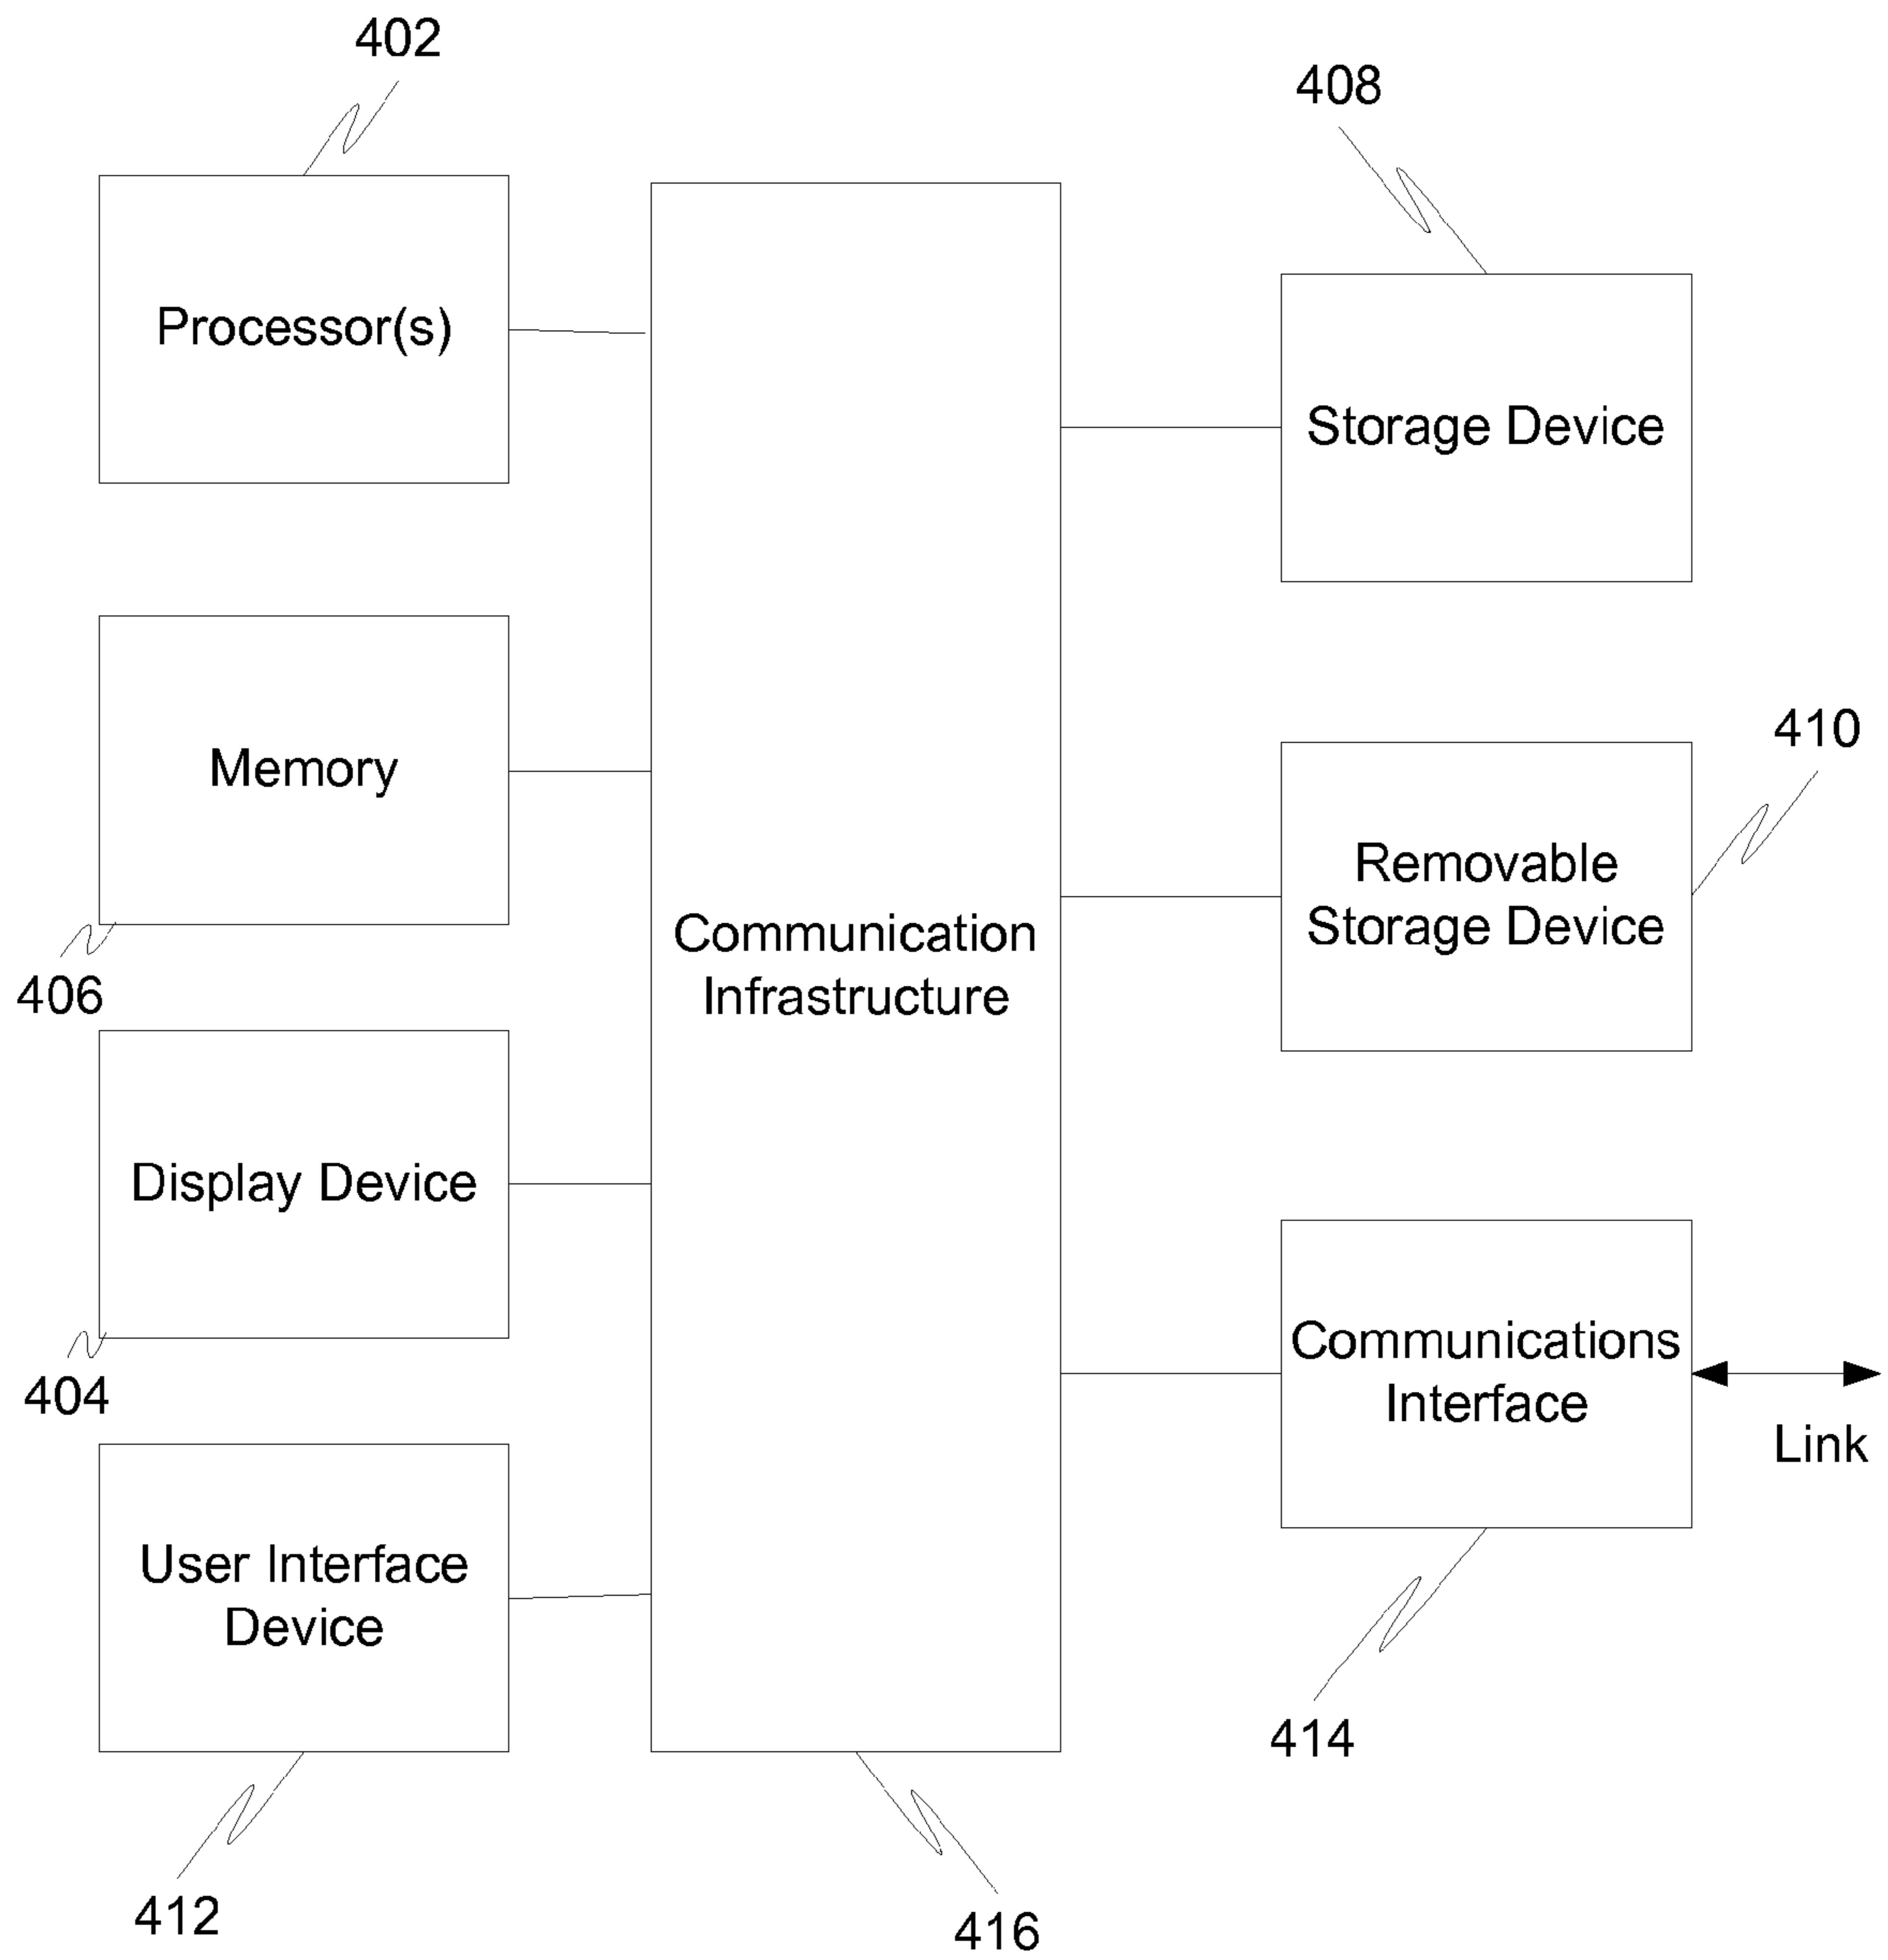 402
408
Processor(s)
Storage Device
Memory
410
Removable
Storage Device
Communication
Infrastructure
406
Display Device
404
Communications
Interface
Link
User Interface
Device
414
412
416